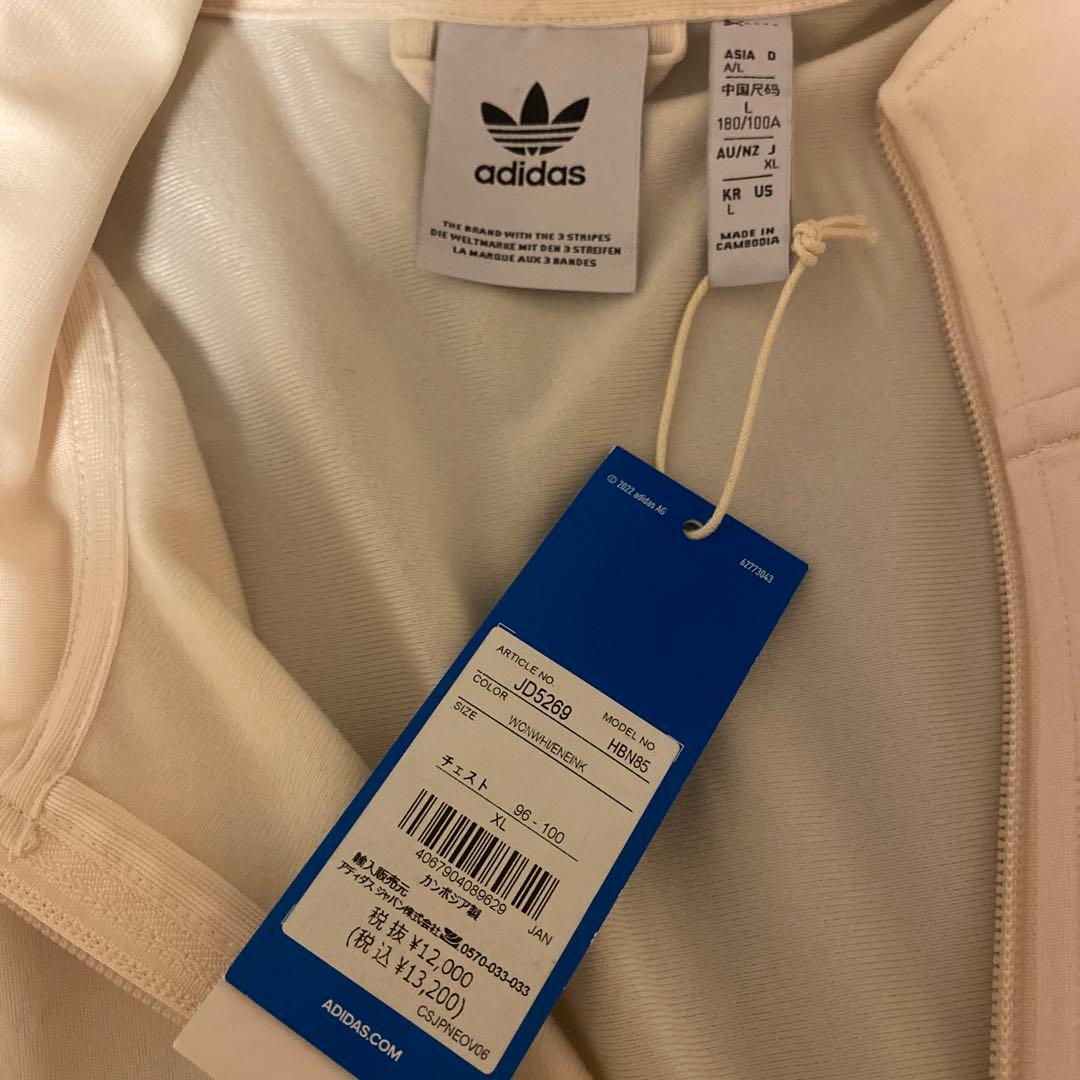 adidas
THE BRAND WITH THE 3 STRIPES
DIE WELTMARKE MIT DEN 3 STREIFEN
LA MARQUE AUX 3 BANDES
ASIA D
A/L
中国尺码
L
180/100A
AU/NZ J
XL
KR US
L
MADE IN
CAMBODIA
© 2022 adidas AG
62773043
ARTICLE NO.
JD5269
MODEL NO.
HBN85
COLOR
WONWHI/ENEINK
SIZE
チェスト 96 - 100
XL
4067904089629
JAN
輸入販売元 カンボジア製
アディダス ジャパン株式会社 0570-033-033
税抜 ¥12,000
(税込 ¥13,200)
CSJPNEOV06
ADIDAS.COM